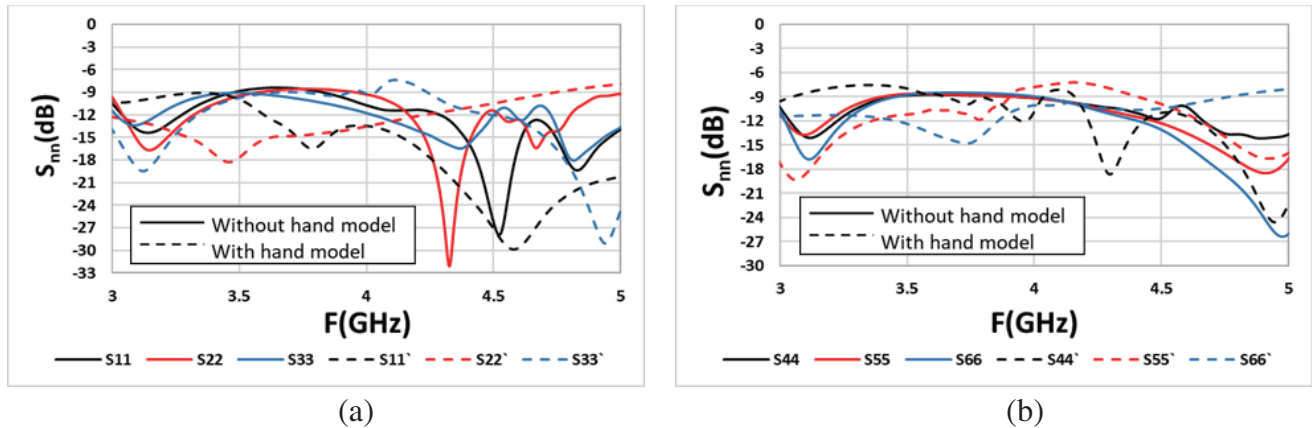 0
-3
-6
-9
-12
-15
-18
-21
-24
-27
-30
-33
Snn(dB)
Without hand model
With hand model
3 3.5 4 4.5 5
F(GHz)
S11 S22 S33 S11` S22` S33`
(a)
0
-3
-6
-9
-12
-15
-18
-21
-24
-27
-30
Snn(dB)
Without hand model
With hand model
3 3.5 4 4.5 5
F(GHz)
S44 S55 S66 S44` S55` S66`
(b)